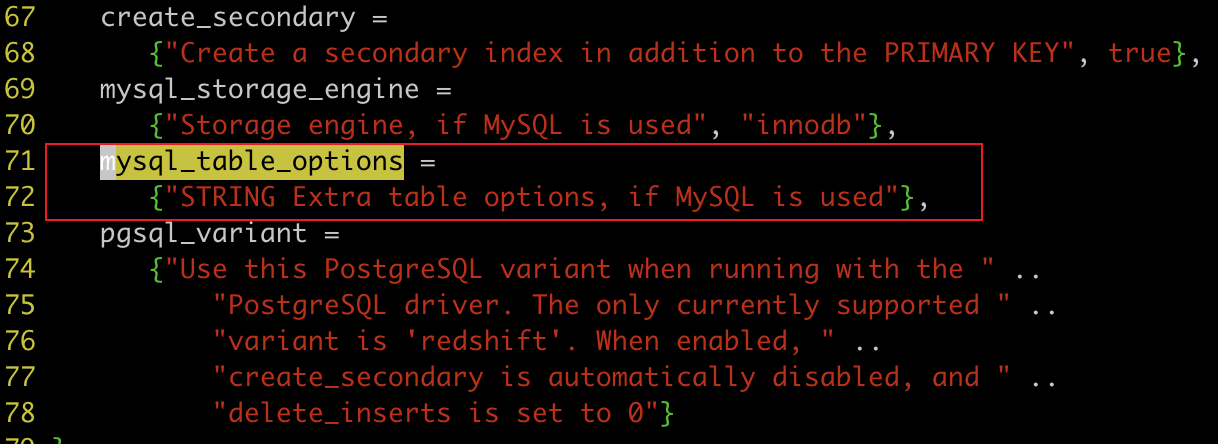 67 create_secondary =
68 {"Create a secondary index in addition to the PRIMARY KEY", true},
69 mysql_storage_engine =
70 {"Storage engine, if MySQL is used", "innodb"},
71 mysql_table_options =
72 {"STRING Extra table options, if MySQL is used"},
73 pgsql_variant =
74 {"Use this PostgreSQL variant when running with the " ..
75 "PostgreSQL driver. The only currently supported " ..
76 "variant is 'redshift'. When enabled, " ..
77 "create_secondary is automatically disabled, and " ..
78 "delete_inserts is set to 0"}